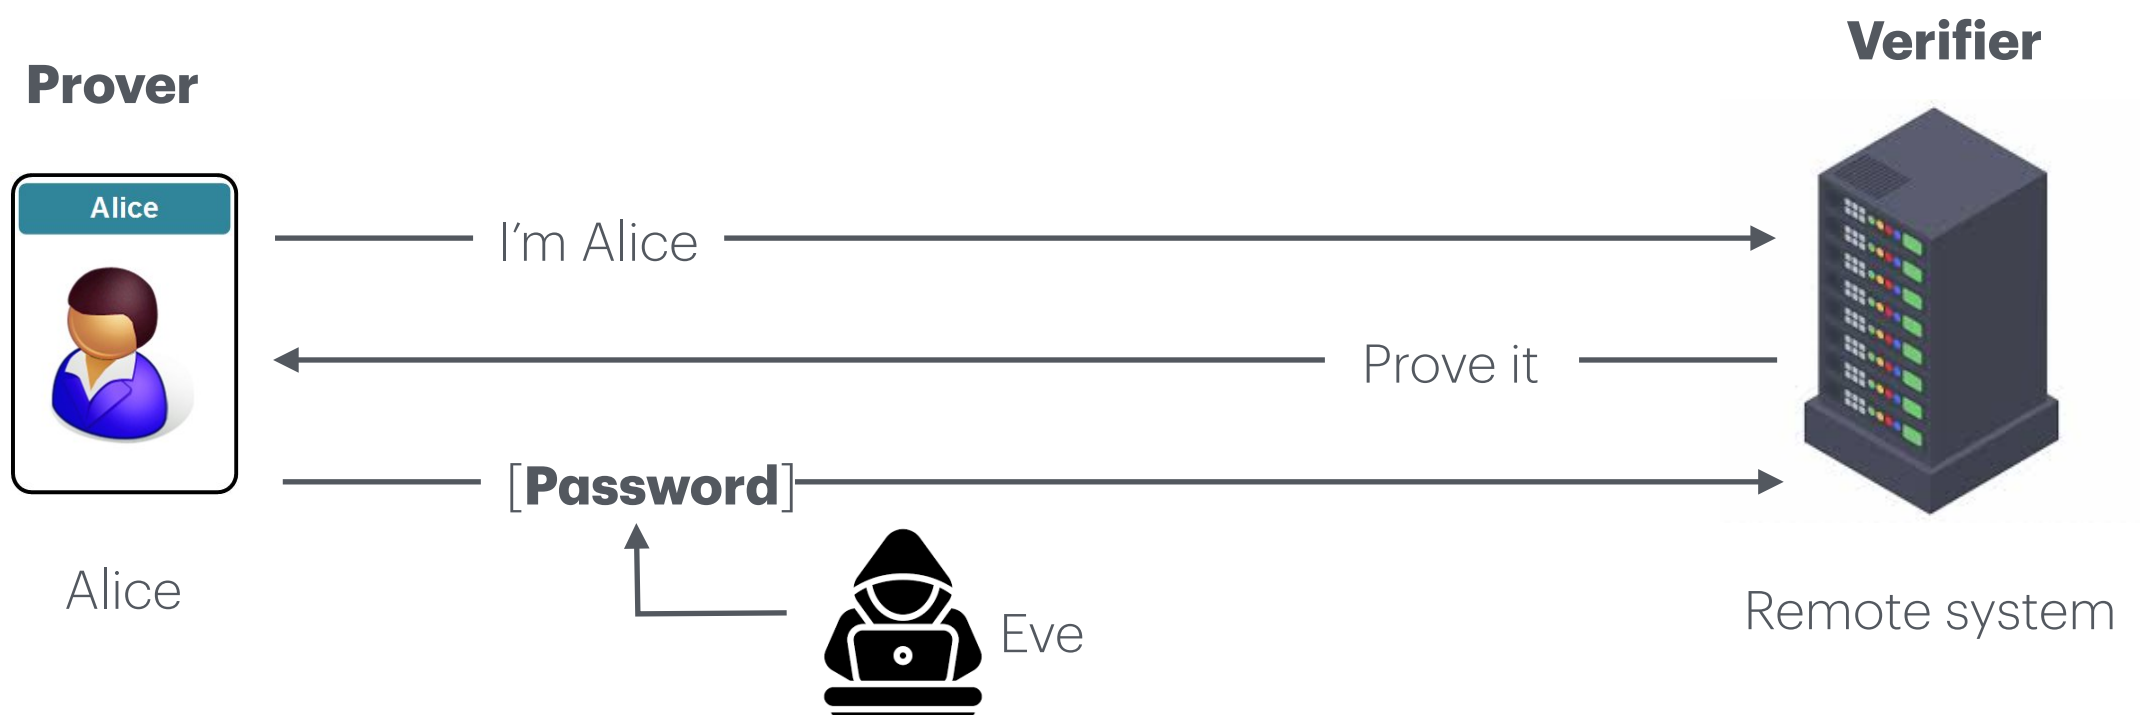 Prover
Verifier
Alice
I'm Alice
Prove it
[Password]
Alice
Eve
Remote system